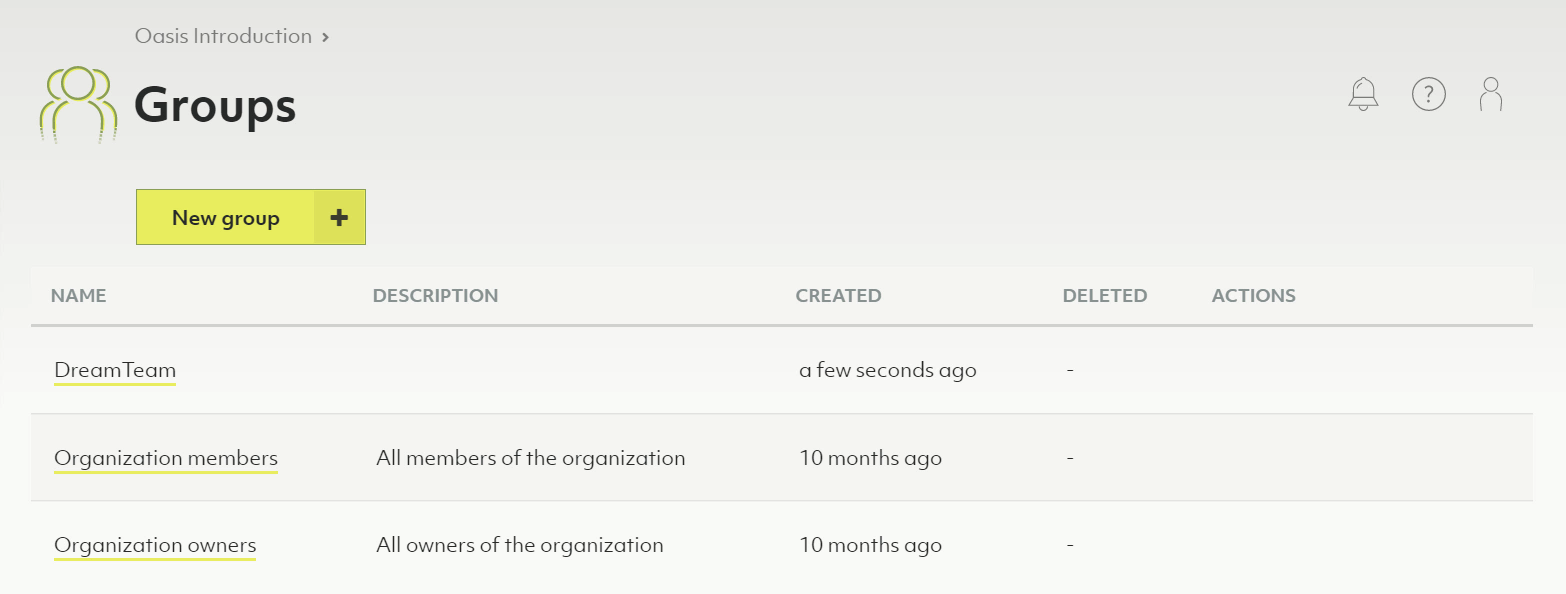 Oasis Introduction ›
Groups
?
New group +
NAME DESCRIPTION CREATED DELETED ACTIONS
DreamTeam a few seconds ago -
Organization members All members of the organization 10 months ago -
Organization owners All owners of the organization 10 months ago -